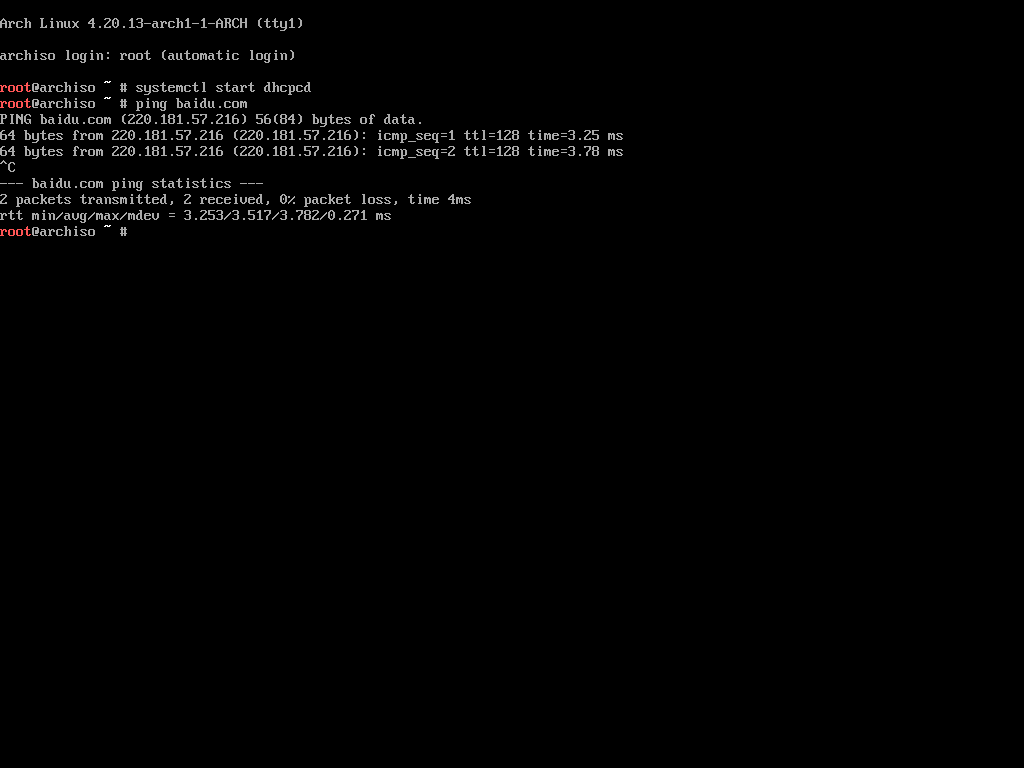 Arch Linux 4.20.13-arch1-1-ARCH (tty1)
archiso login: root (automatic login)
root@archiso ~ # systemctl start dhcpcd
root@archiso ~ # ping baidu.com
PING baidu.com (220.181.57.216) 56(84) bytes of data.
64 bytes from 220.181.57.216 (220.181.57.216): icmp_seq=1 ttl=128 time=3.25 ms
64 bytes from 220.181.57.216 (220.181.57.216): icmp_seq=2 ttl=128 time=3.78 ms
^C
--- baidu.com ping statistics ---
2 packets transmitted, 2 received, 0% packet loss, time 4ms
rtt min/avg/max/mdev = 3.253/3.517/3.782/0.271 ms
root@archiso ~ #